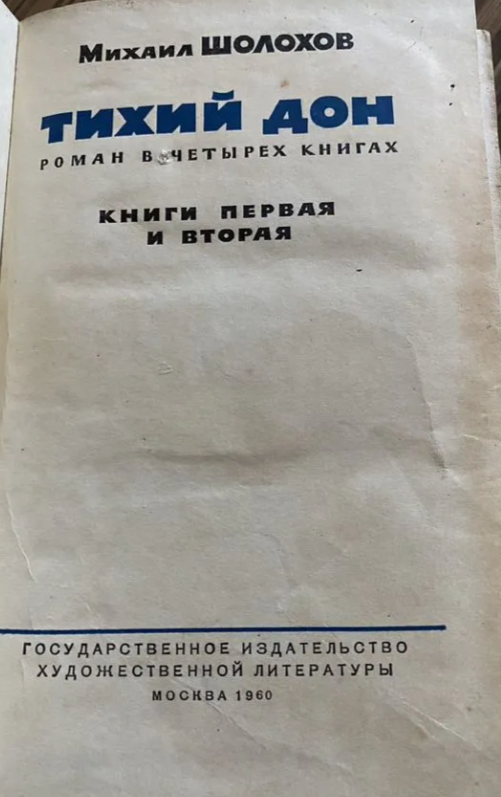 Михаил ШОЛОХОВ
ТИХИЙ ДОН
РОМАН В ЧЕТЫРЕХ КНИГАХ
КНИГИ ПЕРВАЯ
И ВТОРАЯ
ГОСУДАРСТВЕННОЕ ИЗДАТЕЛЬСТВО
ХУДОЖЕСТВЕННОЙ ЛИТЕРАТУРЫ
МОСКВА 1960